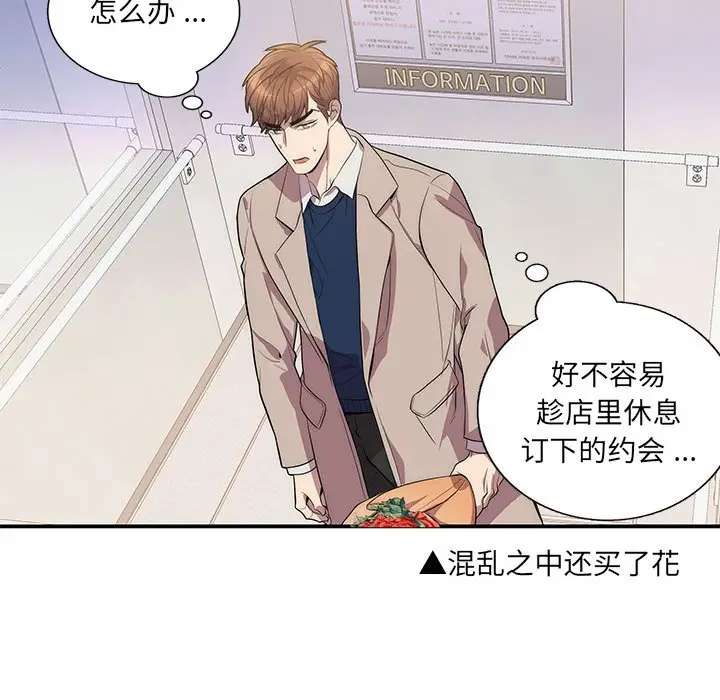 怎么办 ...
INFORMATION
好不容易
趁店里休息
订下的约会 ...
▲混乱之中还买了花